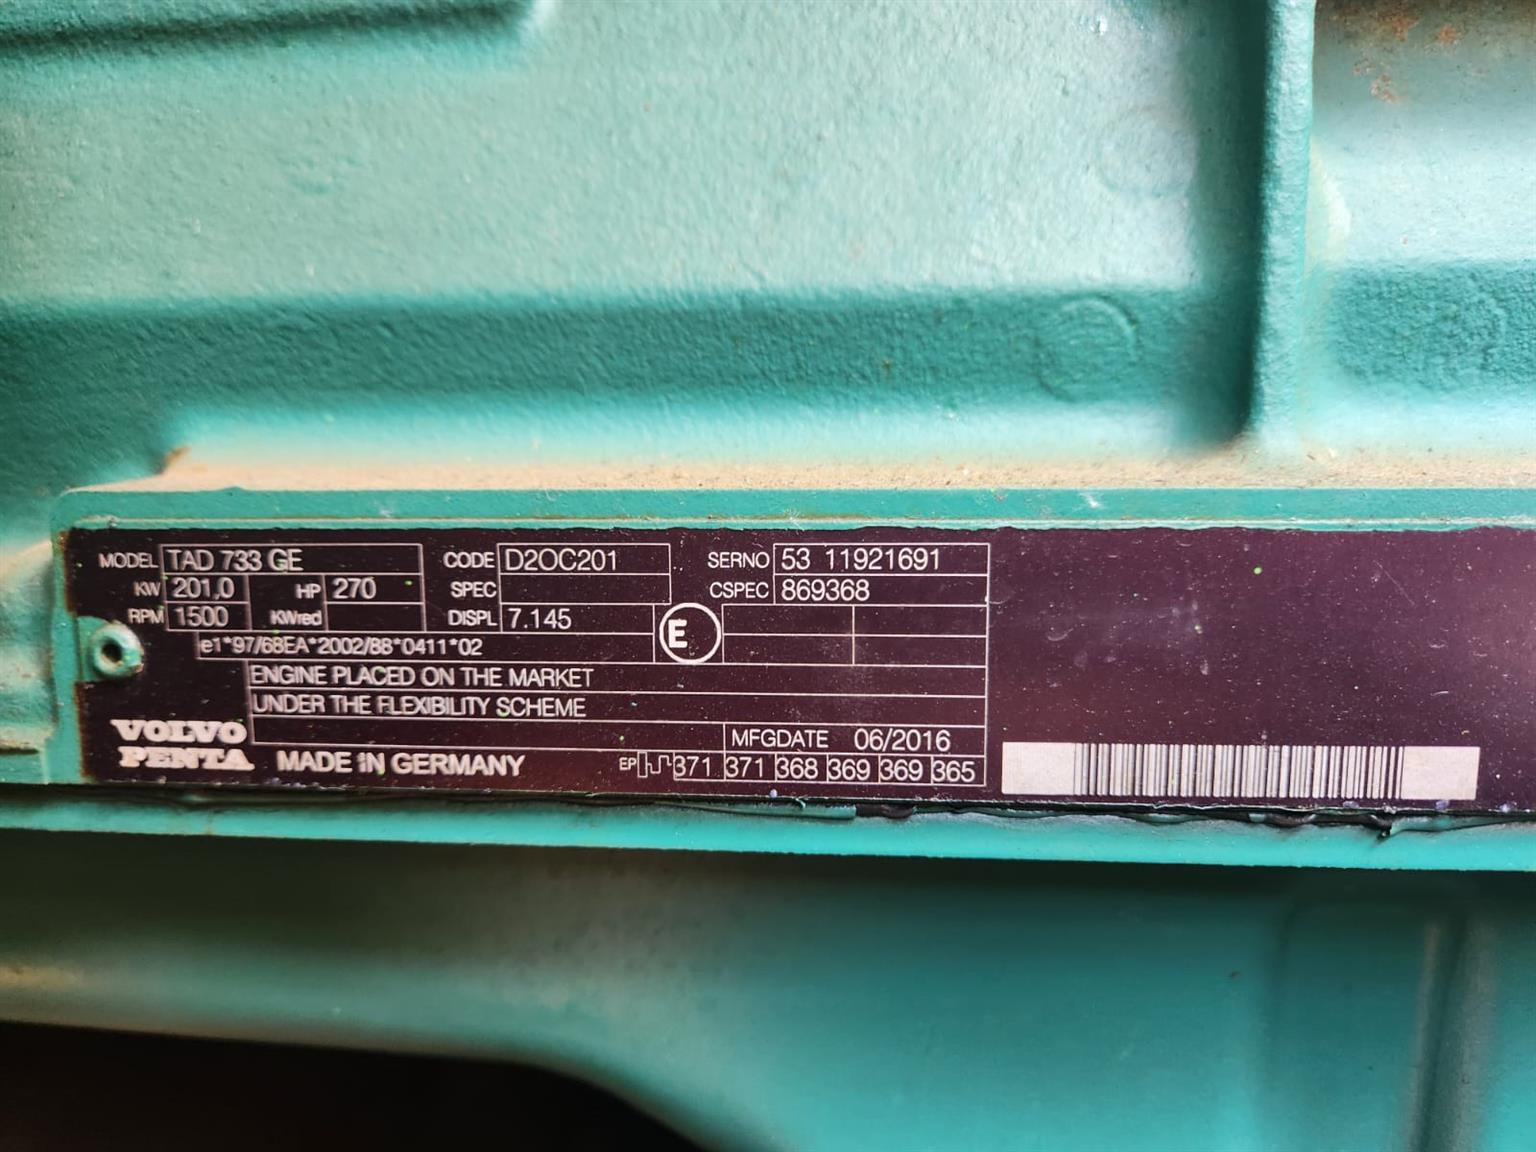 MODEL TAD 733 GE CODE D2OC201 SERNO 53 11921691
KW 201,0 HP 270 SPEC CSPEC 869368
RPM 1500 KWred DISPL 7.145
E
e1*97/68EA*2002/88*0411*02
ENGINE PLACED ON THE MARKET
UNDER THE FLEXIBILITY SCHEME
VOLVO
PENTA
MFGDATE 06/2016
MADE IN GERMANY EP 371 371 368 369 369 365